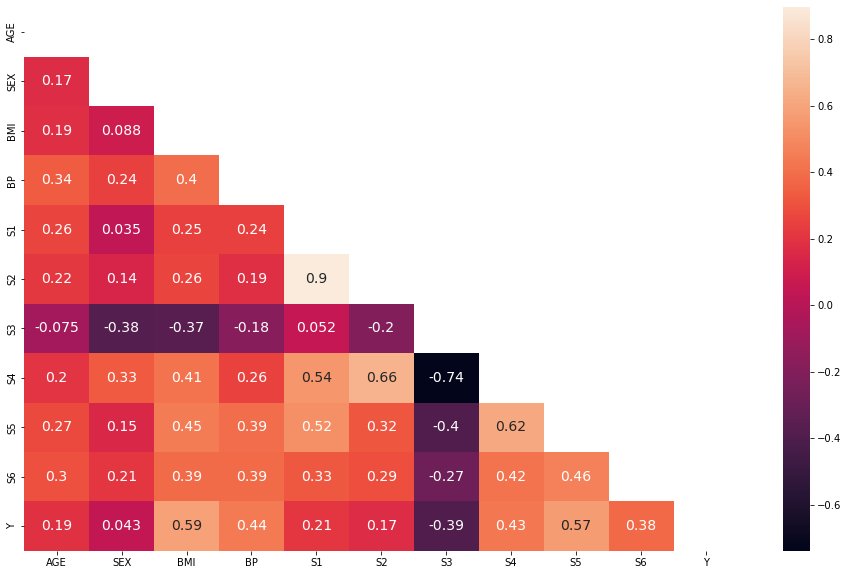 AGE
SEX 0.17
BMI 0.19 0.088
BP 0.34 0.24 0.4
S1 0.26 0.035 0.25 0.24
S2 0.22 0.14 0.26 0.19 0.9
S3 -0.075 -0.38 -0.37 -0.18 0.052 -0.2
S4 0.2 0.33 0.41 0.26 0.54 0.66 -0.74
S5 0.27 0.15 0.45 0.39 0.52 0.32 -0.4 0.62
S6 0.3 0.21 0.39 0.39 0.33 0.29 -0.27 0.42 0.46
Y 0.19 0.043 0.59 0.44 0.21 0.17 -0.39 0.43 0.57 0.38
AGE SEX BMI BP S1 S2 S3 S4 S5 S6 Y
0.8
0.6
0.4
0.2
0.0
−0.2
−0.4
−0.6